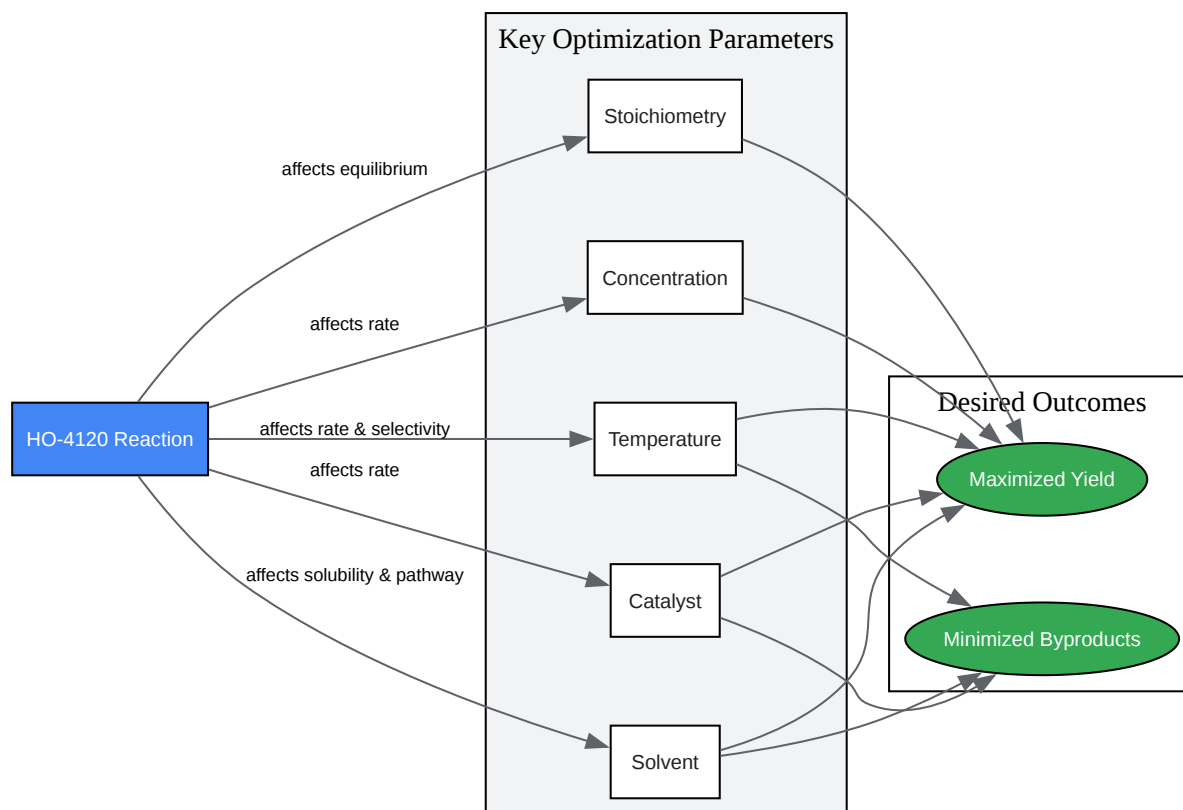 Key Optimization Parameters
Stoichiometry
affects equilibrium
Concentration
affects rate
Desired Outcomes
HO-4120 Reaction
affects rate & selectivity
Temperature
affects rate
Maximized Yield
affects solubility & pathway
Catalyst
Minimized Byproducts
Solvent